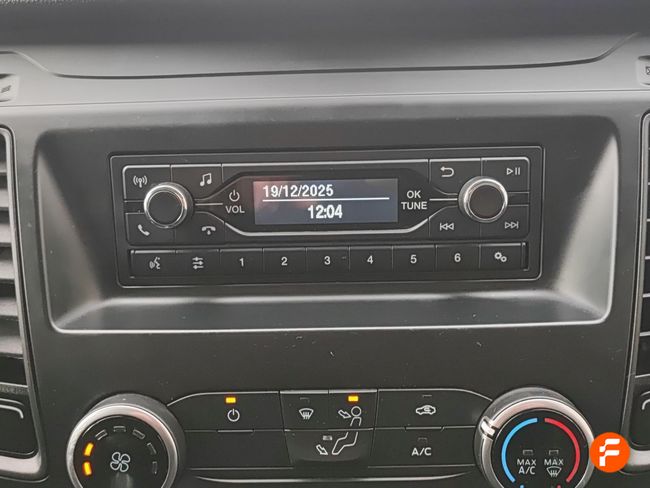 19/12/2025
12:04
VOL
OK
TUNE
1 2 3 4 5 6
A/C
MAX
A/C
MAX